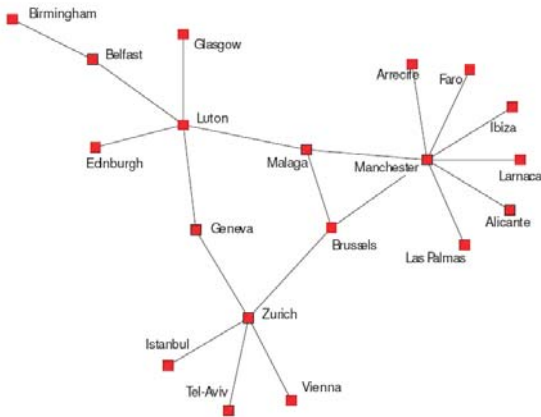 Birmingham
Glasgow
Belfast
Arrecife
Faro
Ibiza
Luton
Edinburgh
Malaga
Manchester
Larnaca
Alicante
Geneva
Brussels
Las Palmas
Zurich
Istanbul
Tel-Aviv
Vienna